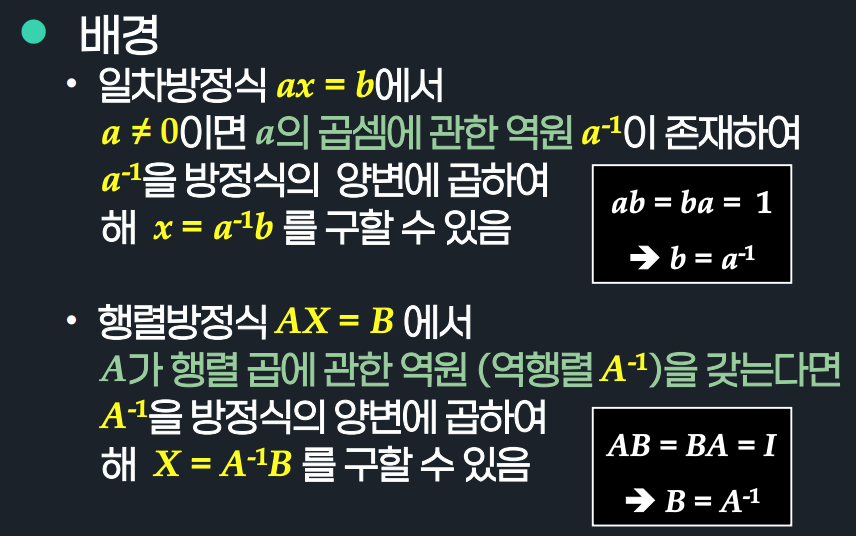 배경
일차방정식 ax = b에서
a ≠ 0이면 a의 곱셈에 관한 역원 a⁻¹이 존재하여
a⁻¹을 방정식의 양변에 곱하여
해 x = a⁻¹b 를 구할 수 있음
ab = ba = 1
➔ b = a⁻¹
행렬방정식 AX = B 에서
A가 행렬 곱에 관한 역원 (역행렬 A⁻¹)을 갖는다면
A⁻¹을 방정식의 양변에 곱하여
해 X = A⁻¹B 를 구할 수 있음
AB = BA = I
➔ B = A⁻¹